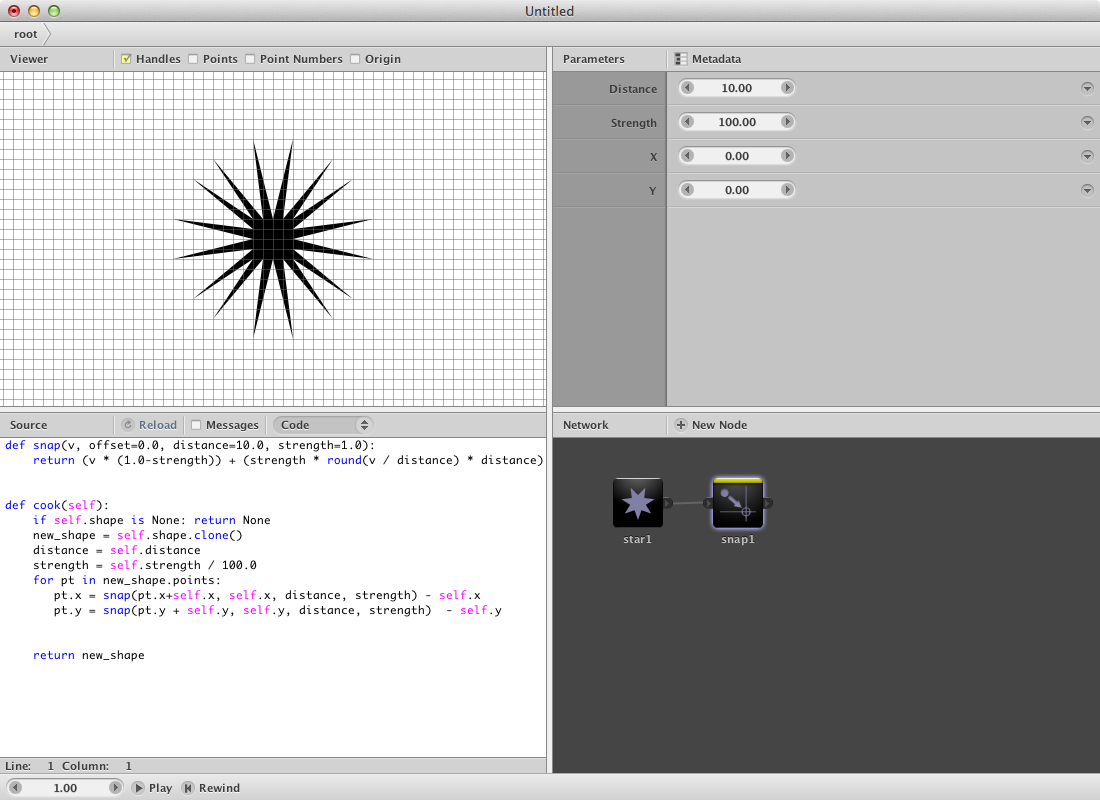 Untitled
root
Viewer
Handles Points Point Numbers Origin
Parameters
Metadata
Distance 10.00
Strength 100.00
X 0.00
Y 0.00
Source
Reload
Messages
Code
def snap(v, offset=0.0, distance=10.0, strength=1.0):
    return (v * (1.0-strength)) + (strength * round(v / distance) * distance)
def cook(self):
    if self.shape is None: return None
    new_shape = self.shape.clone()
    distance = self.distance
    strength = self.strength / 100.0
    for pt in new_shape.points:
       pt.x = snap(pt.x+self.x, self.x, distance, strength) - self.x
       pt.y = snap(pt.y + self.y, self.y, distance, strength)  - self.y
    return new_shape
Line: 1 Column: 1
Network
New Node
star1
snap1
1.00
Play
Rewind